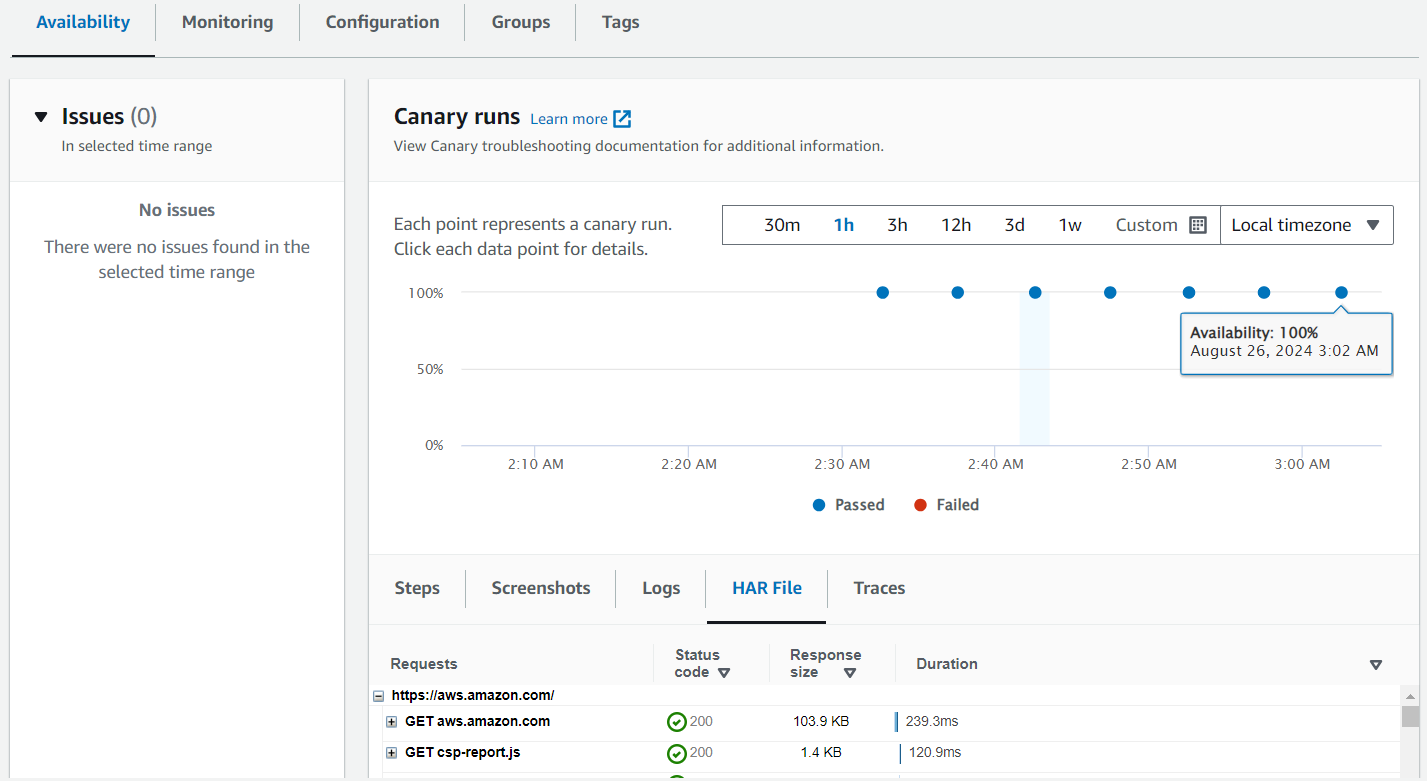 Availability
Monitoring
Configuration
Groups
Tags
Issues (0)
In selected time range
No issues
There were no issues found in the
selected time range
Canary runs Learn more
View Canary troubleshooting documentation for additional information.
Each point represents a canary run.
Click each data point for details.
30m
1h
3h
12h
3d
1w
Custom
Local timezone
100%
50%
0%
Availability: 100%
August 26, 2024 3:02 AM
2:10 AM
2:20 AM
2:30 AM
2:40 AM
2:50 AM
3:00 AM
Passed
Failed
Steps
Screenshots
Logs
HAR File
Traces
Requests
Status
code
Response
size
Duration
https://aws.amazon.com/
GET aws.amazon.com
200
103.9 KB
239.3ms
GET csp-report.js
200
1.4 KB
120.9ms